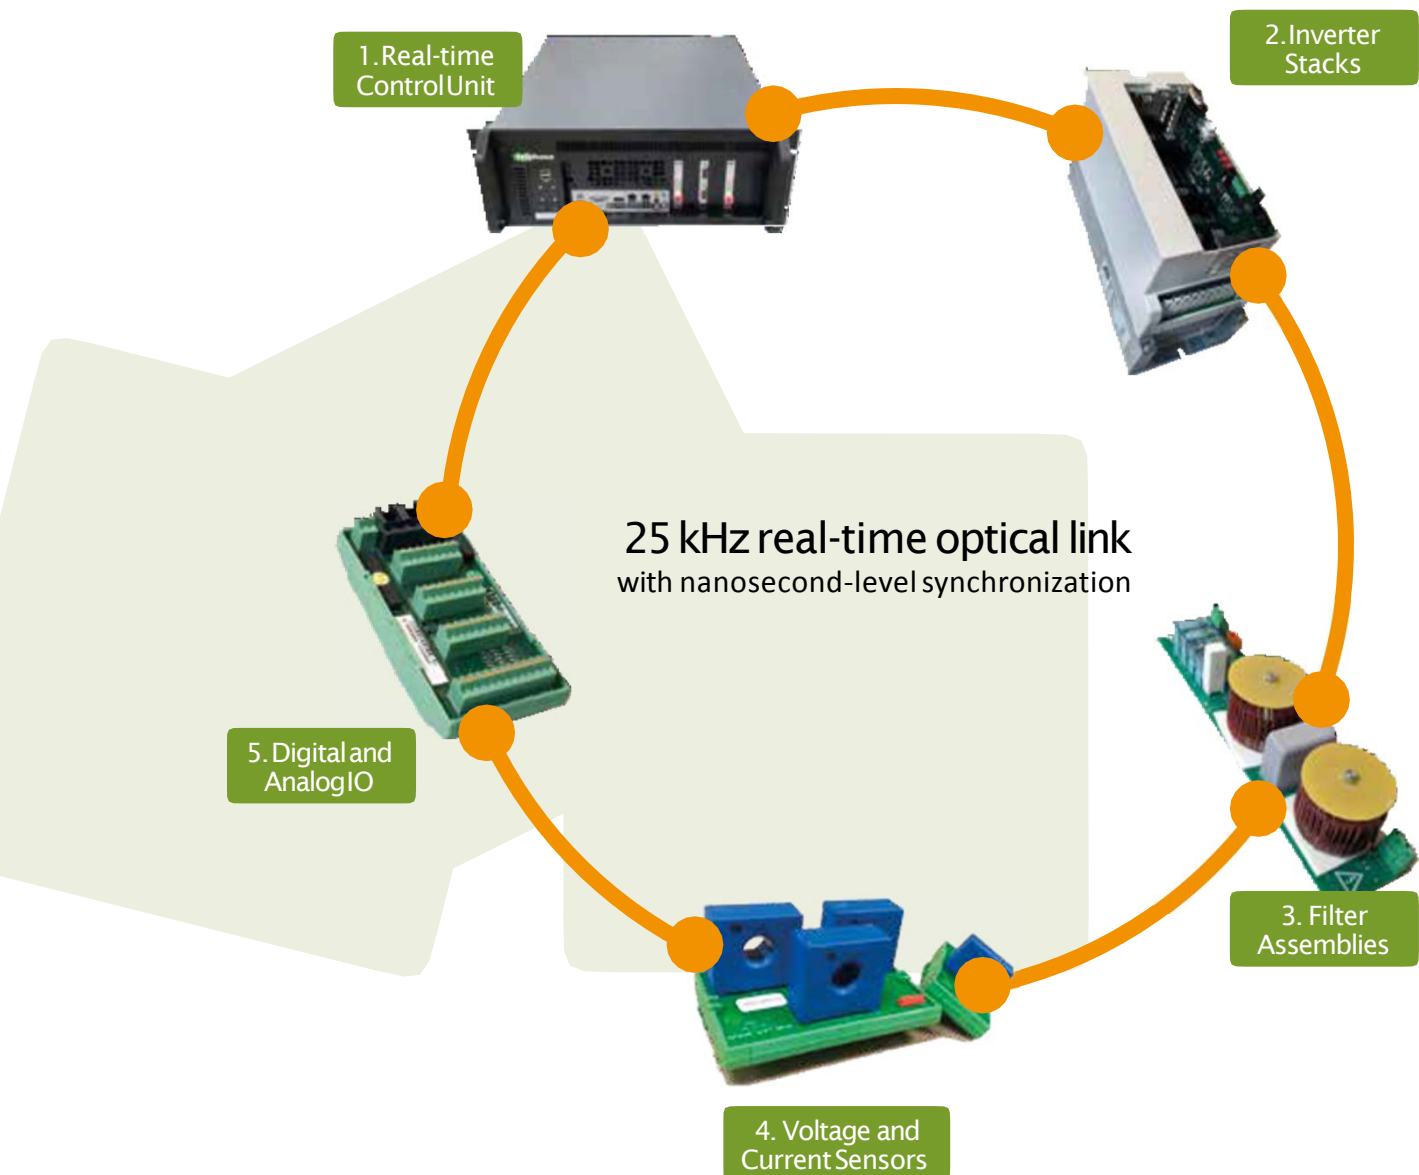 1. Real-time
Control Unit
2. Inverter
Stacks
25 kHz real-time optical link
with nanosecond-level synchronization
5. Digital and
Analog IO
3. Filter
Assemblies
4. Voltage and
Current Sensors